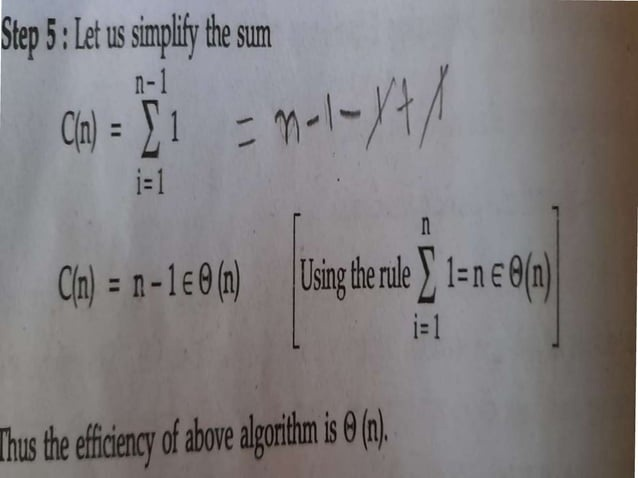 Step 5 : Let us simplify the sum
n-1
C(n) = ∑ 1 = n-1-1+1
i=1
n
C(n) = n-1∈Θ(n) [Using the rule ∑ 1=n∈Θ(n)]
i=1
Thus the efficiency of above algorithm is Θ (n).